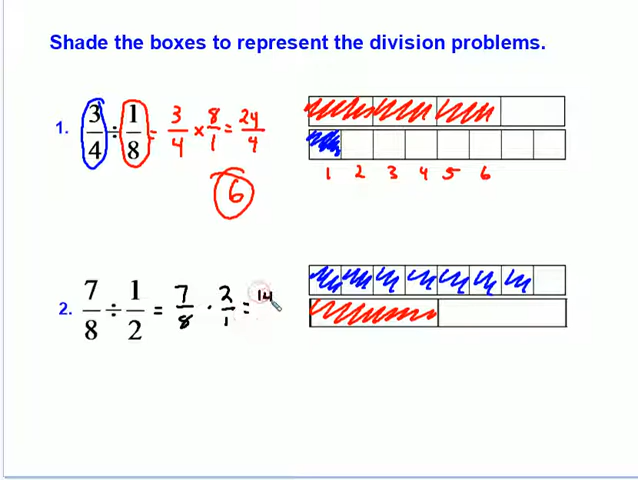 Shade the boxes to represent the division problems.
1. 3/4 ÷ 1/8 = 3/4 × 8/1 = 24/4
6
1 2 3 4 5 6
2. 7/8 ÷ 1/2 = 7/8 · 2/1 = 14